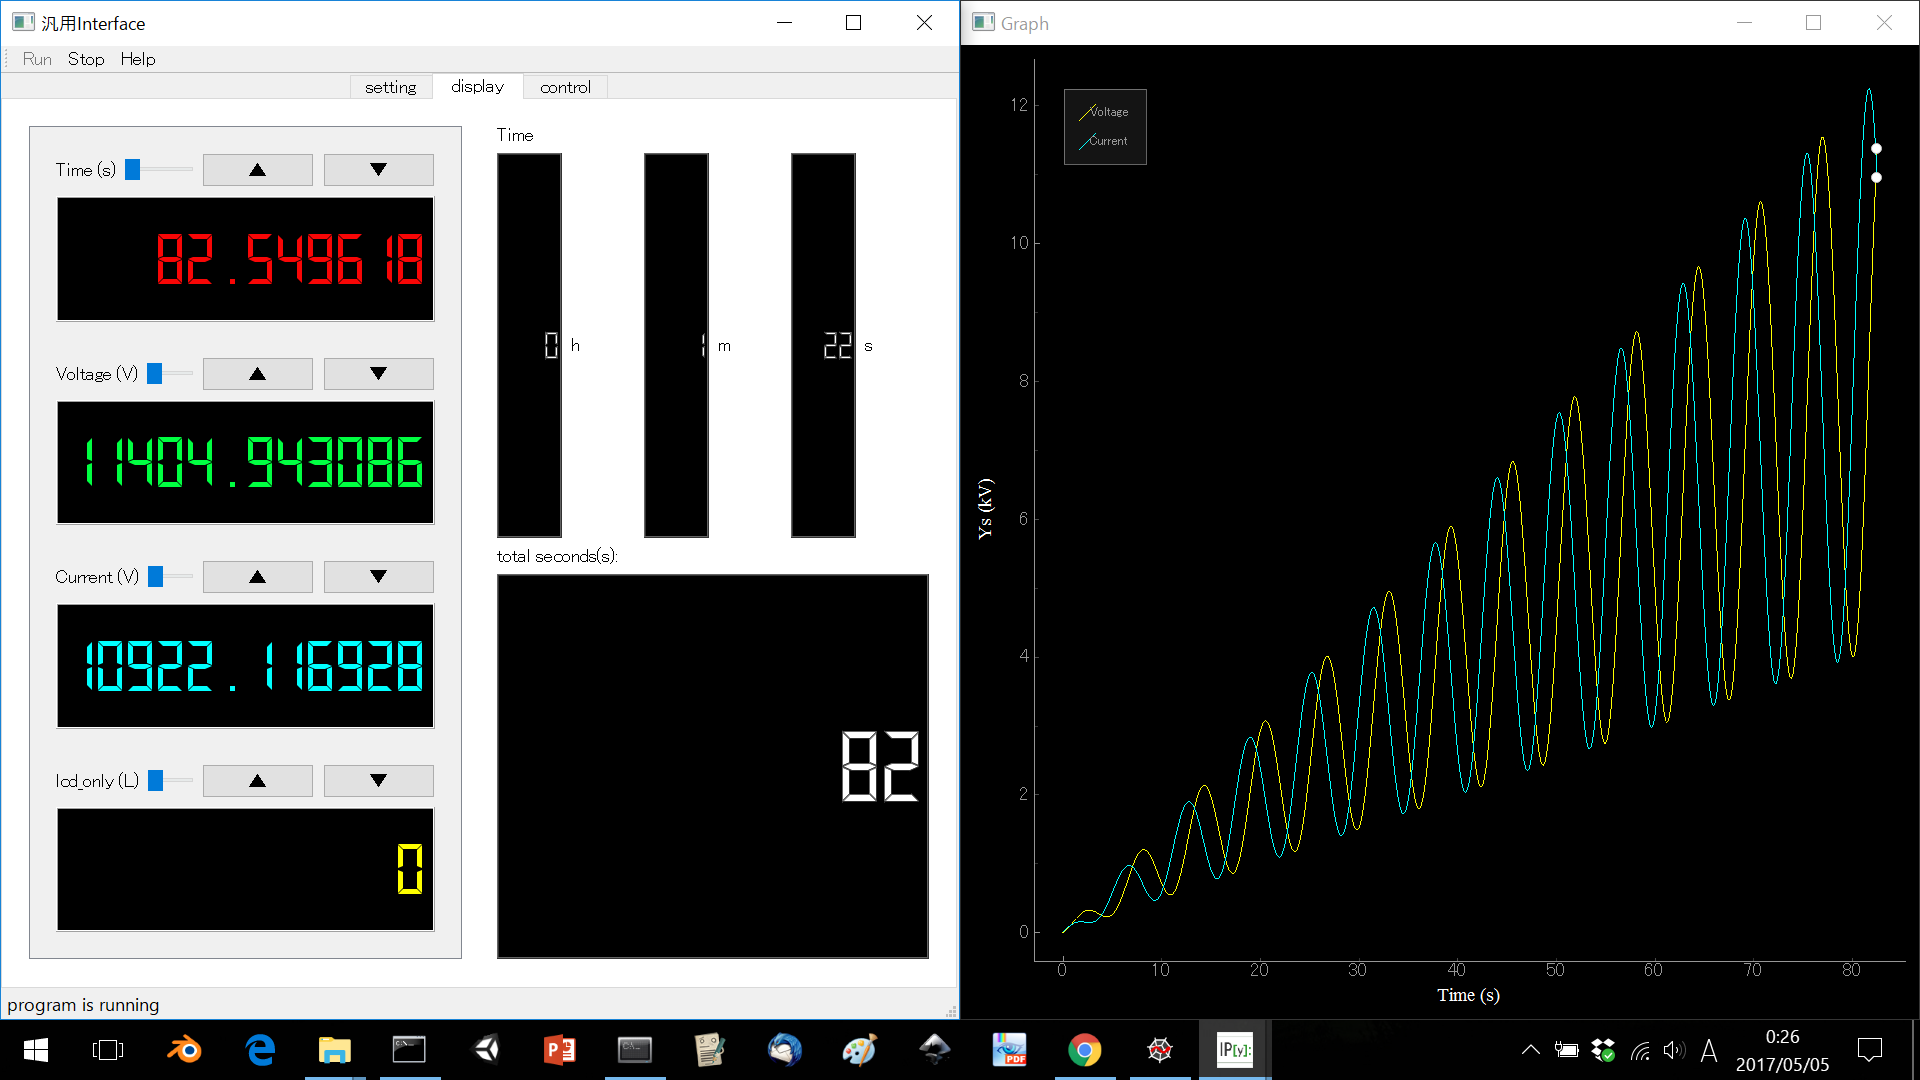 汎用Interface
Run Stop Help
setting display control
Time (s)
82.549618
Voltage (V)
11404.943086
Current (V)
10922.116928
lcd_only (L)
0
Time
0 h 1 m 22 s
total seconds(s):
82
program is running
Graph
Voltage
Current
12
10
8
6
4
2
0
Ys (kV)
0 10 20 30 40 50 60 70 80
Time (s)
IP[y]:
PDF
A
0:26
2017/05/05